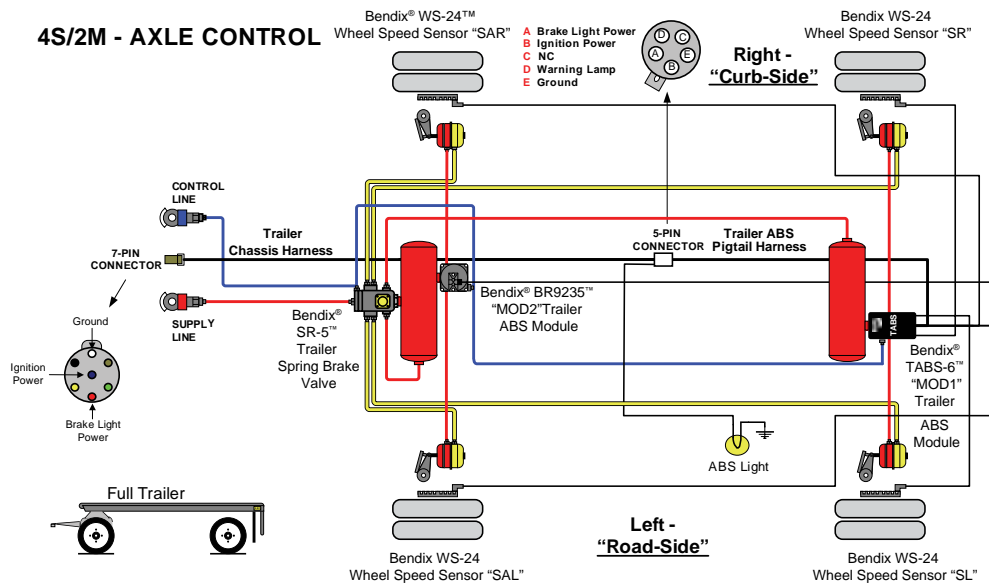 4S/2M - AXLE CONTROL
Bendix® WS-24™
Wheel Speed Sensor “SAR”
A Brake Light Power
B Ignition Power
C NC
D Warning Lamp
E Ground
D
C
A
E
B
Right -
“Curb-Side”
Bendix WS-24
Wheel Speed Sensor “SR”
CONTROL
LINE
7-PIN
CONNECTOR
Trailer
Chassis Harness
5-PIN
CONNECTOR
Trailer ABS
Pigtail Harness
SUPPLY
LINE
Bendix®
SR-5™
Trailer
Spring Brake
Valve
Bendix® BR9235™
“MOD2”Trailer
ABS Module
TABS
Bendix®
TABS-6™
“MOD1”
Trailer
ABS
Module
Ground
Ignition
Power
Brake Light
Power
ABS Light
Full Trailer
Left -
“Road-Side”
Bendix WS-24
Wheel Speed Sensor “SAL”
Bendix WS-24
Wheel Speed Sensor “SL”